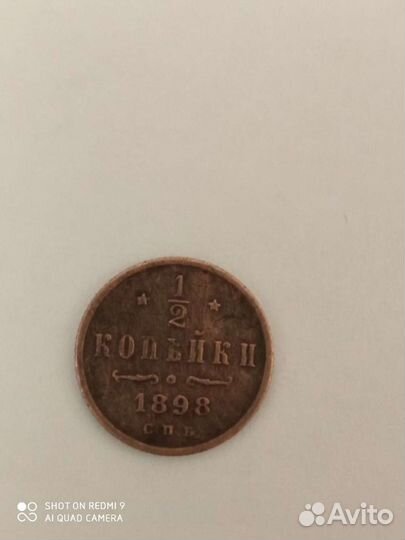 1
2
КОПѢЙКИ
1898
С.П.Б.
SHOT ON REDMI 9
AI QUAD CAMERA
Avito